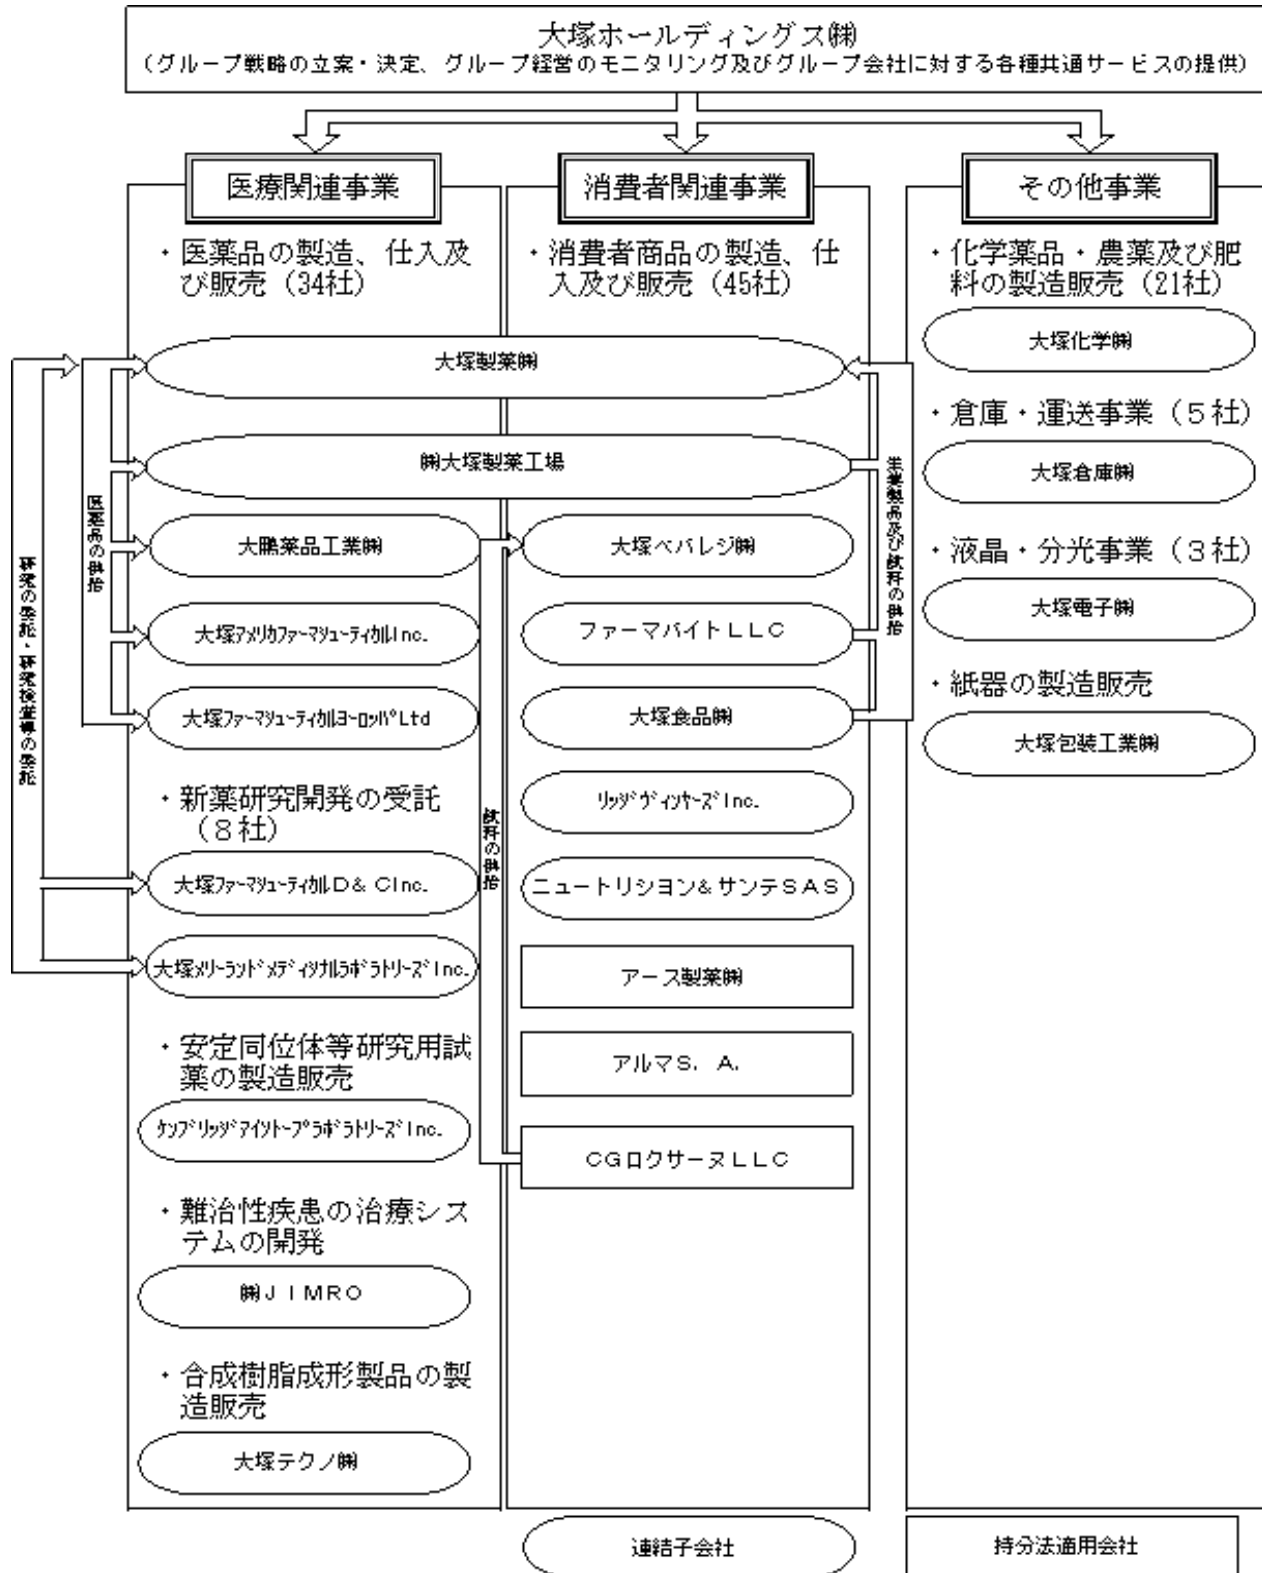 大塚ホールディングス㈱
(グループ戦略の立案・決定、グループ経営のモニタリング及びグループ会社に対する各種共通サービスの提供)
医療関連事業
・医薬品の製造、仕入及
び販売（34社）
大塚製薬㈱
㈱大塚製薬工場
大鵬薬品工業㈱
大塚ｱﾒﾘｶﾌｧｰﾏｼｭｰﾃｨｶﾙInc.
大塚ﾌｧｰﾏｼｭｰﾃｨｶﾙﾖｰﾛｯﾊﾟLtd
・新薬研究開発の受託
（８社）
大塚ﾌｧｰﾏｼｭｰﾃｨｶﾙD＆CInc.
大塚ﾒﾘｰﾗﾝﾄﾞﾒﾃﾞｨｼﾅﾙﾗﾎﾞﾗﾄﾘｰｽﾞInc.
・安定同位体等研究用試
薬の製造販売
ｹﾝﾌﾞﾘｯｼﾞｱｲｿﾄｰﾌﾟﾗﾎﾞﾗﾄﾘｰｽﾞInc.
・難治性疾患の治療シス
テムの開発
㈱ＪＩＭＲＯ
・合成樹脂成形製品の製
造販売
大塚テクノ㈱
医薬品の供給
研究の委託・研究検査等の委託
消費者関連事業
・消費者商品の製造、仕
入及び販売（45社）
大塚ベバレジ㈱
ファーマバイトＬＬＣ
大塚食品㈱
ﾘｯｼﾞｳﾞｨﾝﾔｰｽﾞInc.
ニュートリション＆サンテＳＡＳ
アース製薬㈱
アルマＳ．Ａ．
ＣＧロクサーヌＬＬＣ
飲料の供給
その他事業
・化学薬品・農薬及び肥
料の製造販売（21社）
大塚化学㈱
・倉庫・運送事業（５社）
大塚倉庫㈱
・液晶・分光事業（３社）
大塚電子㈱
・紙器の製造販売
大塚包装工業㈱
連結子会社
持分法適用会社